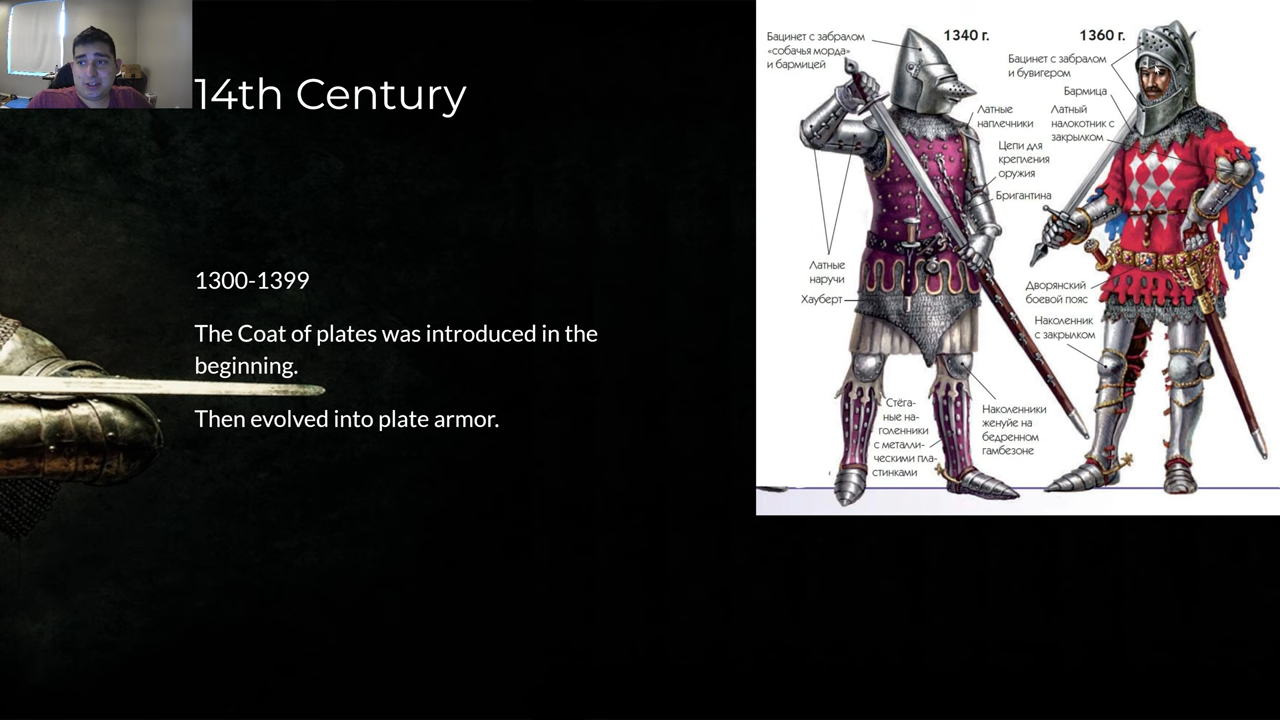 14th Century
1300-1399
The Coat of plates was introduced in the
beginning.
Then evolved into plate armor.
Бацинет с забралом
«собачья морда»
и бармицей
1340 г.
Латные
наплечники
Цепи для
крепления
оружия
Бригантина
Латные
наручи
Хауберт
Стёга-
ные на-
голенники
с металли-
ческими пла-
стинками
Наколенники
женуйе на
бедренном
гамбезоне
1360 г.
Бацинет с забралом
и бувигером
Бармица
Латный
налокотник с
закрылком
Дворянский
боевой пояс
Наколенник
с закрылком